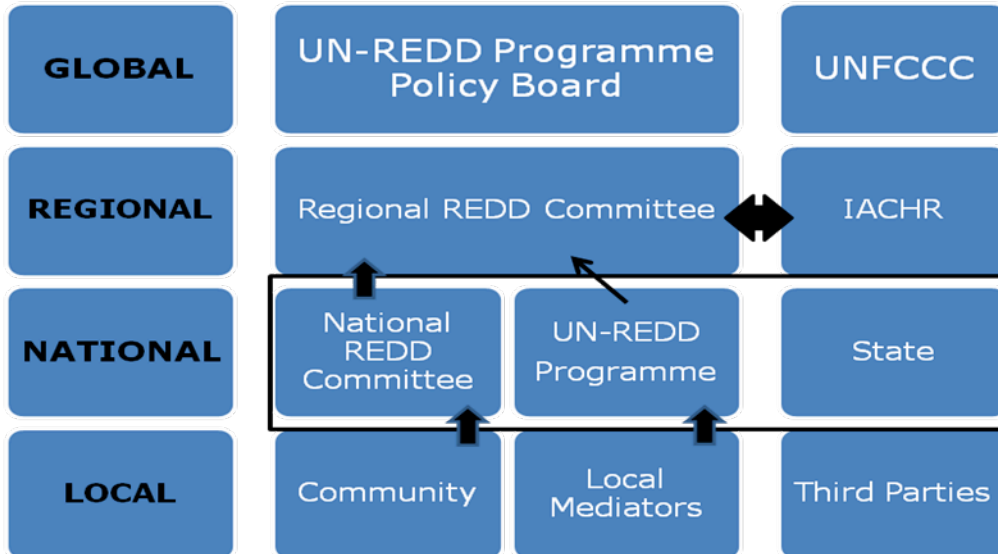 GLOBAL
UN-REDD Programme
Policy Board
UNFCCC
REGIONAL
Regional REDD Committee
IACHR
NATIONAL
National
REDD
Committee
UN-REDD
Programme
State
LOCAL
Community
Local
Mediators
Third Parties